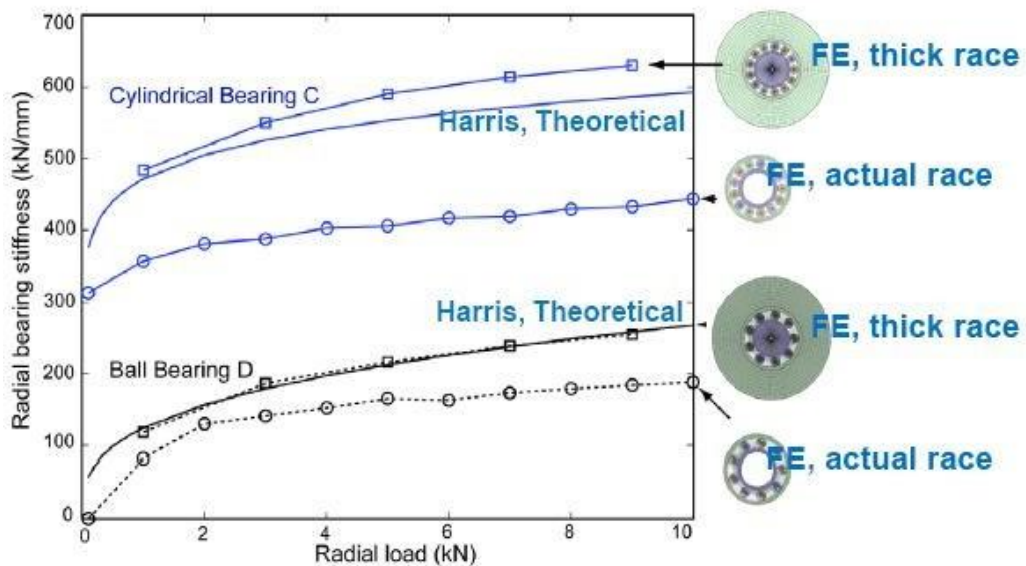 700
600
500
400
300
200
100
0
Radial bearing stiffness (kN/mm)
0 2 4 6 8 10
Radial load (kN)
Cylindrical Bearing C
Harris, Theoretical
Harris, Theoretical
Ball Bearing D
FE, thick race
FE, actual race
FE, thick race
FE, actual race